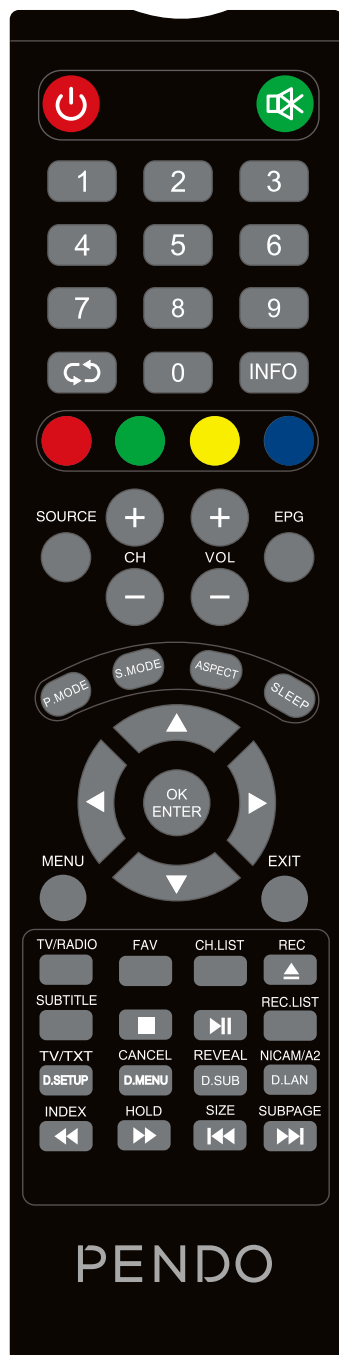 1 2 3
4 5 6
7 8 9
0 INFO
SOURCE EPG
CH VOL
P.MODE S.MODE ASPECT SLEEP
OK
ENTER
MENU EXIT
TV/RADIO FAV CH.LIST REC
SUBTITLE REC.LIST
TV/TXT CANCEL REVEAL NICAM/A2
D.SETUP D.MENU D.SUB D.LAN
INDEX HOLD SIZE SUBPAGE
PENDO